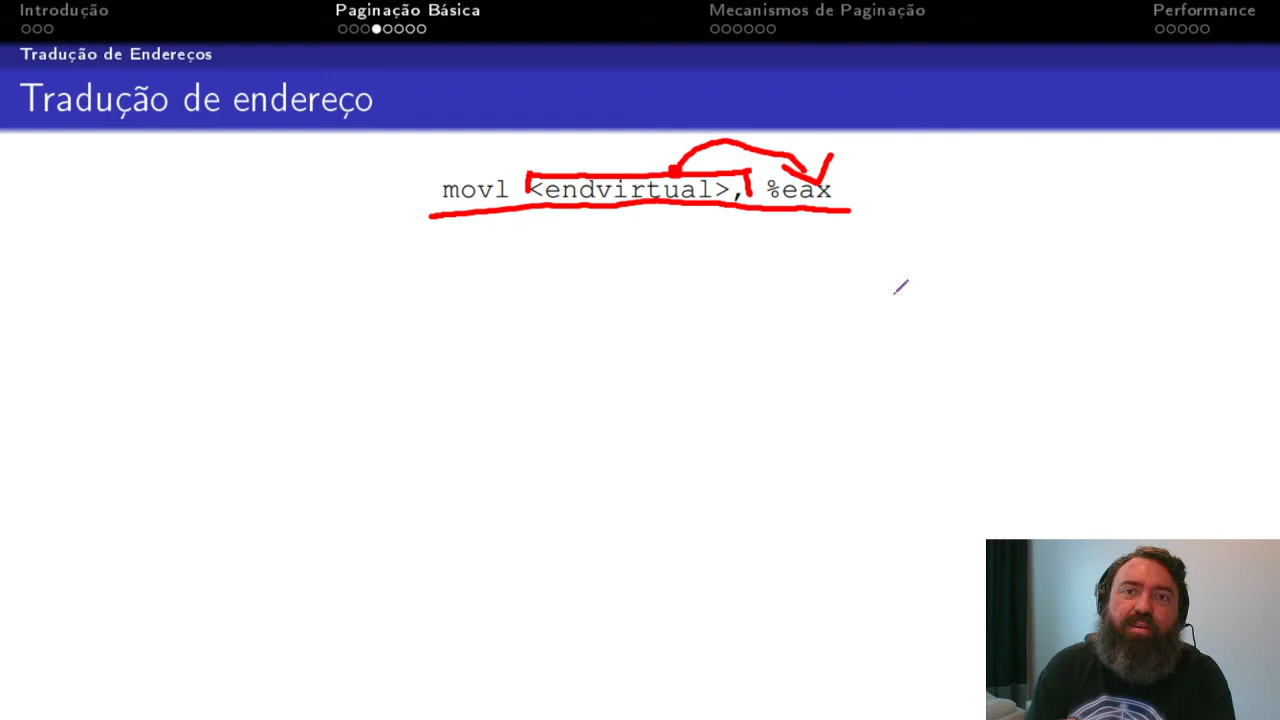 Introdução
Paginação Básica
Mecanismos de Paginação
Performance
Tradução de Endereços
Tradução de endereço
movl <endvirtual>, %eax